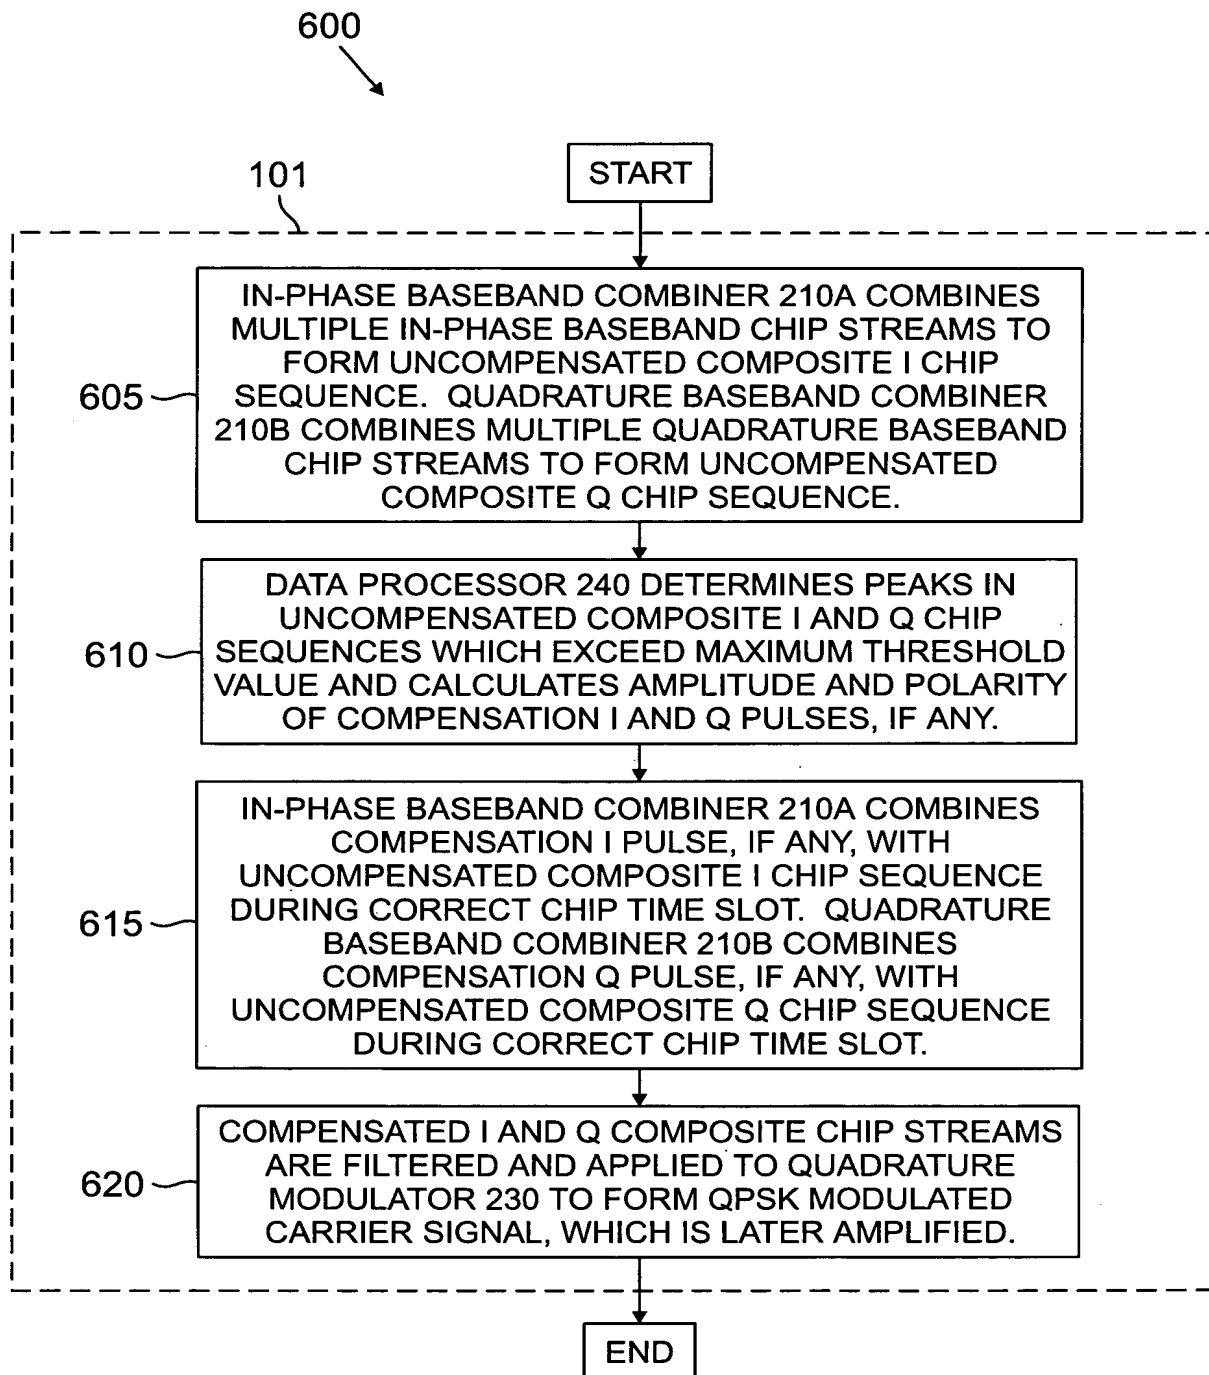 600
START
101
605
IN-PHASE BASEBAND COMBINER 210A COMBINES
MULTIPLE IN-PHASE BASEBAND CHIP STREAMS TO
FORM UNCOMPENSATED COMPOSITE I CHIP
SEQUENCE. QUADRATURE BASEBAND COMBINER
210B COMBINES MULTIPLE QUADRATURE BASEBAND
CHIP STREAMS TO FORM UNCOMPENSATED
COMPOSITE Q CHIP SEQUENCE.
610
DATA PROCESSOR 240 DETERMINES PEAKS IN
UNCOMPENSATED COMPOSITE I AND Q CHIP
SEQUENCES WHICH EXCEED MAXIMUM THRESHOLD
VALUE AND CALCULATES AMPLITUDE AND POLARITY
OF COMPENSATION I AND Q PULSES, IF ANY.
615
IN-PHASE BASEBAND COMBINER 210A COMBINES
COMPENSATION I PULSE, IF ANY, WITH
UNCOMPENSATED COMPOSITE I CHIP SEQUENCE
DURING CORRECT CHIP TIME SLOT. QUADRATURE
BASEBAND COMBINER 210B COMBINES
COMPENSATION Q PULSE, IF ANY, WITH
UNCOMPENSATED COMPOSITE Q CHIP SEQUENCE
DURING CORRECT CHIP TIME SLOT.
620
COMPENSATED I AND Q COMPOSITE CHIP STREAMS
ARE FILTERED AND APPLIED TO QUADRATURE
MODULATOR 230 TO FORM QPSK MODULATED
CARRIER SIGNAL, WHICH IS LATER AMPLIFIED.
END